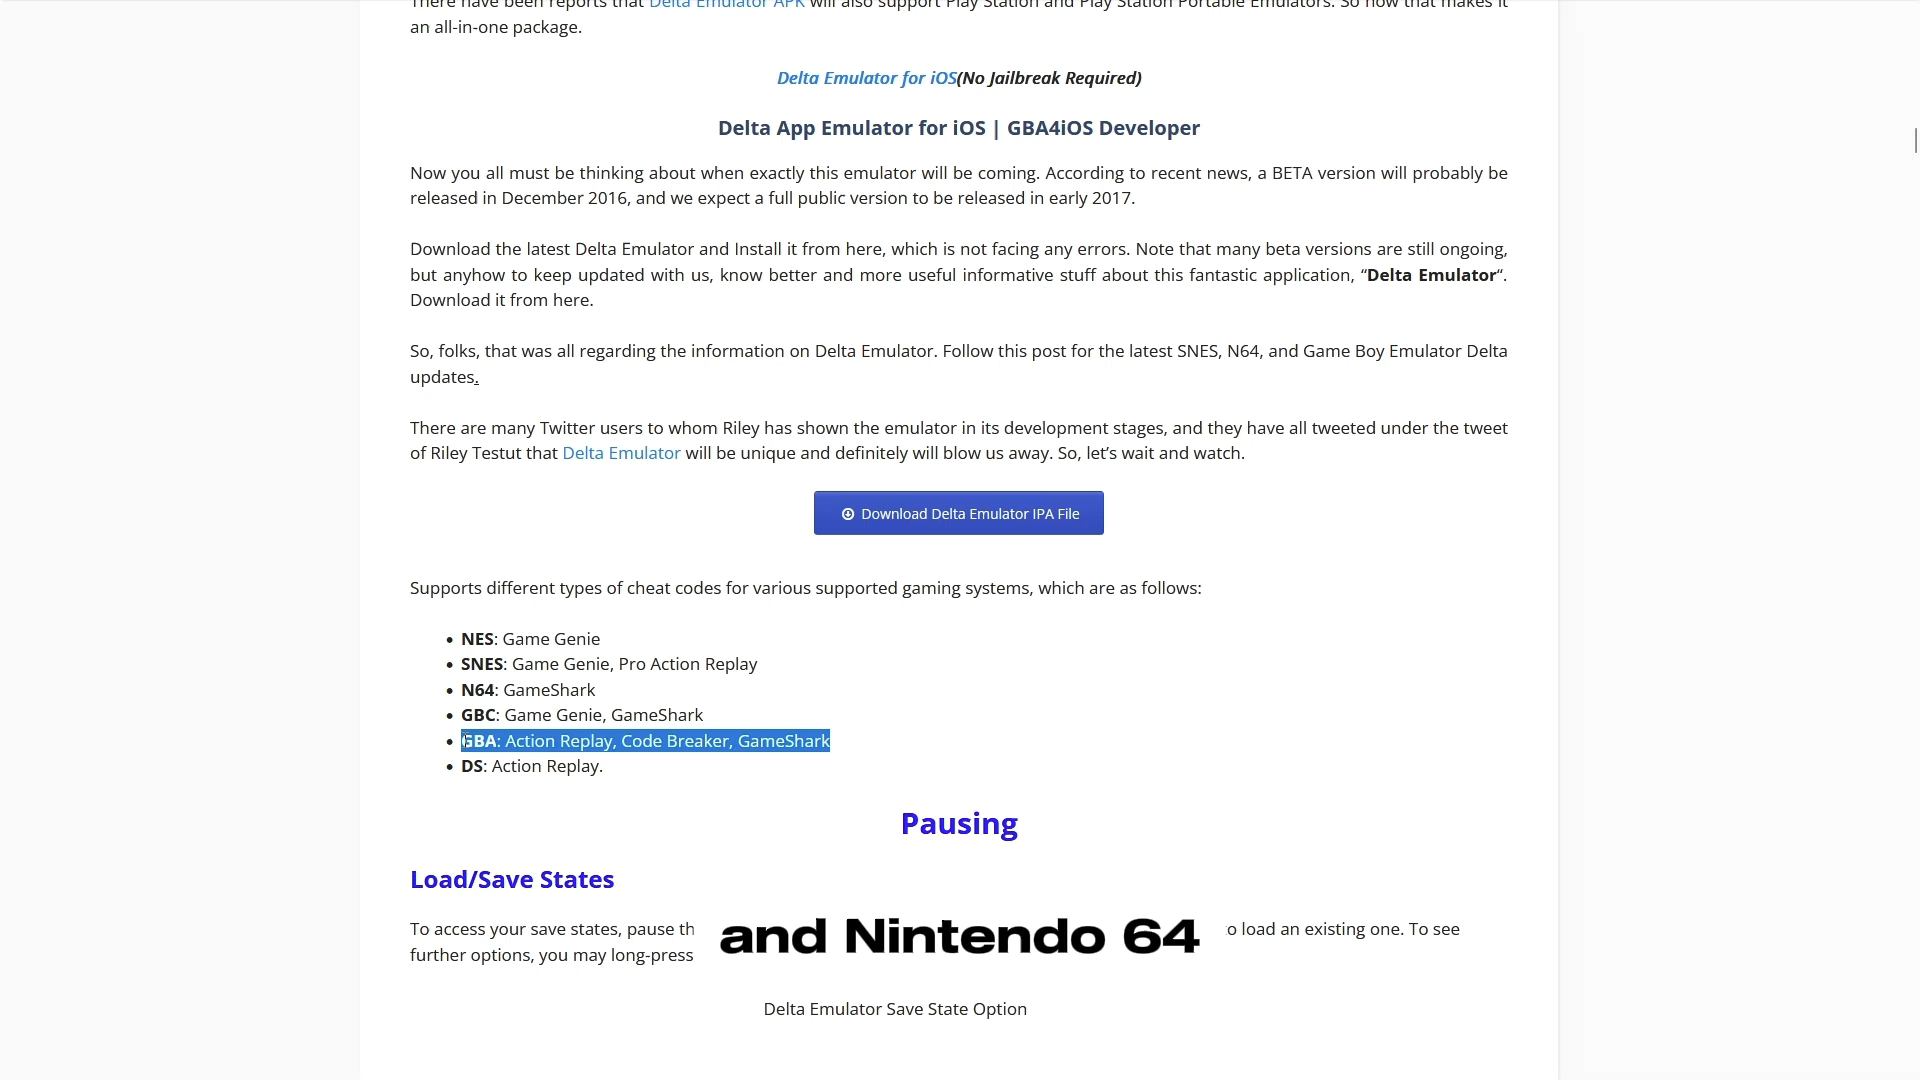 There have been reports that Delta Emulator APK will also support Play Station and Play Station Portable Emulators. So now that makes it
an all-in-one package.
Delta Emulator for iOS(No Jailbreak Required)
Delta App Emulator for iOS | GBA4iOS Developer
Now you all must be thinking about when exactly this emulator will be coming. According to recent news, a BETA version will probably be
released in December 2016, and we expect a full public version to be released in early 2017.
Download the latest Delta Emulator and Install it from here, which is not facing any errors. Note that many beta versions are still ongoing,
but anyhow to keep updated with us, know better and more useful informative stuff about this fantastic application, “Delta Emulator“.
Download it from here.
So, folks, that was all regarding the information on Delta Emulator. Follow this post for the latest SNES, N64, and Game Boy Emulator Delta
updates.
There are many Twitter users to whom Riley has shown the emulator in its development stages, and they have all tweeted under the tweet
of Riley Testut that Delta Emulator will be unique and definitely will blow us away. So, let’s wait and watch.
Download Delta Emulator IPA File
Supports different types of cheat codes for various supported gaming systems, which are as follows:
• NES: Game Genie
• SNES: Game Genie, Pro Action Replay
• N64: GameShark
• GBC: Game Genie, GameShark
• GBA: Action Replay, Code Breaker, GameShark
• DS: Action Replay.
Pausing
Load/Save States
To access your save states, pause th
o load an existing one. To see
further options, you may long-press
and Nintendo 64
Delta Emulator Save State Option